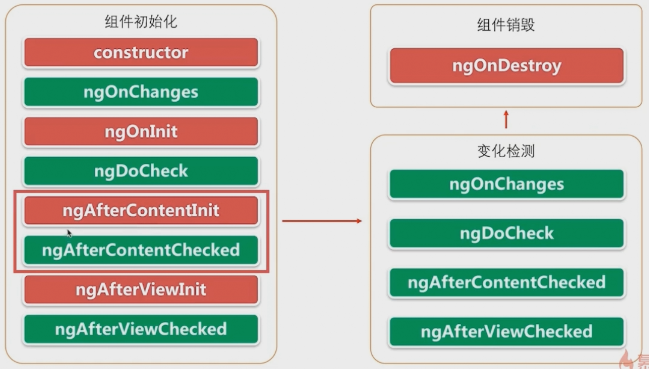 组件初始化
constructor
ngOnChanges
ngOnInit
ngDoCheck
ngAfterContentInit
ngAfterContentChecked
ngAfterViewInit
ngAfterViewChecked
组件销毁
ngOnDestroy
变化检测
ngOnChanges
ngDoCheck
ngAfterContentChecked
ngAfterViewChecked